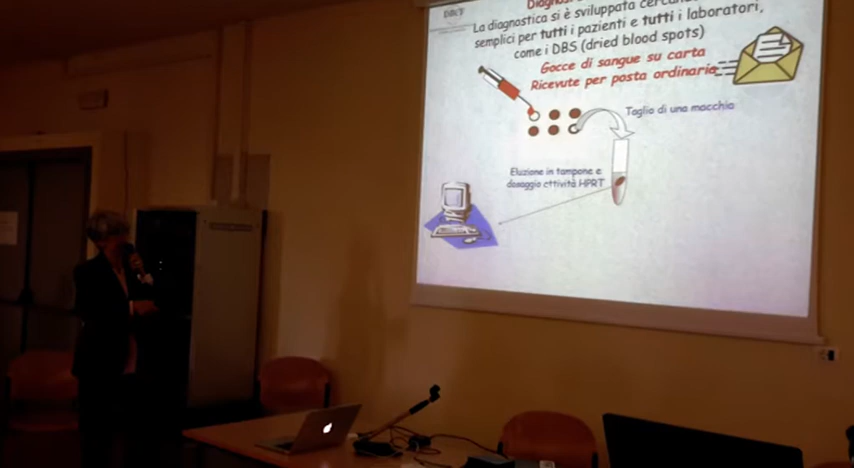 La diagnostica si è sviluppata
semplici per tutti i pazienti e tutti i laboratori,
come i DBS (dried blood spots)
Gocce di sangue su carta
Ricevute per posta ordinaria
Taglio di una macchia
Eluzione in tampone e
dosaggio attività HPRT